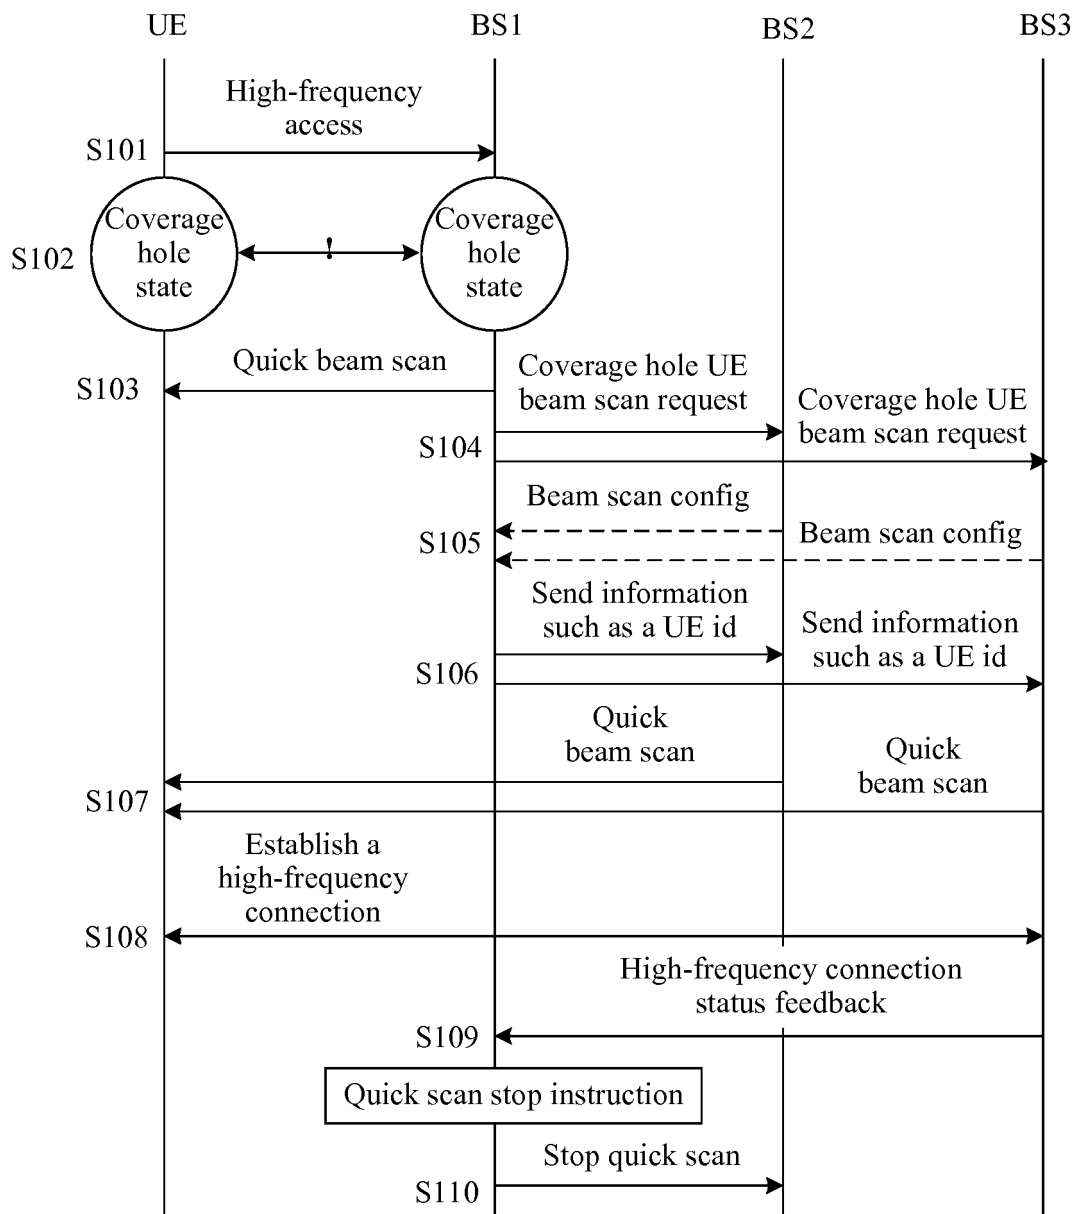 UE
BS1
BS2
BS3
High-frequency
access
S101
Coverage
hole
state
!
Coverage
hole
state
S102
Quick beam scan
S103
Coverage hole UE
beam scan request
Coverage hole UE
beam scan request
S104
Beam scan config
Beam scan config
S105
Send information
such as a UE id
Send information
such as a UE id
S106
Quick
beam scan
Quick
beam scan
S107
Establish a
high-frequency
connection
S108
High-frequency connection
status feedback
S109
Quick scan stop instruction
Stop quick scan
S110